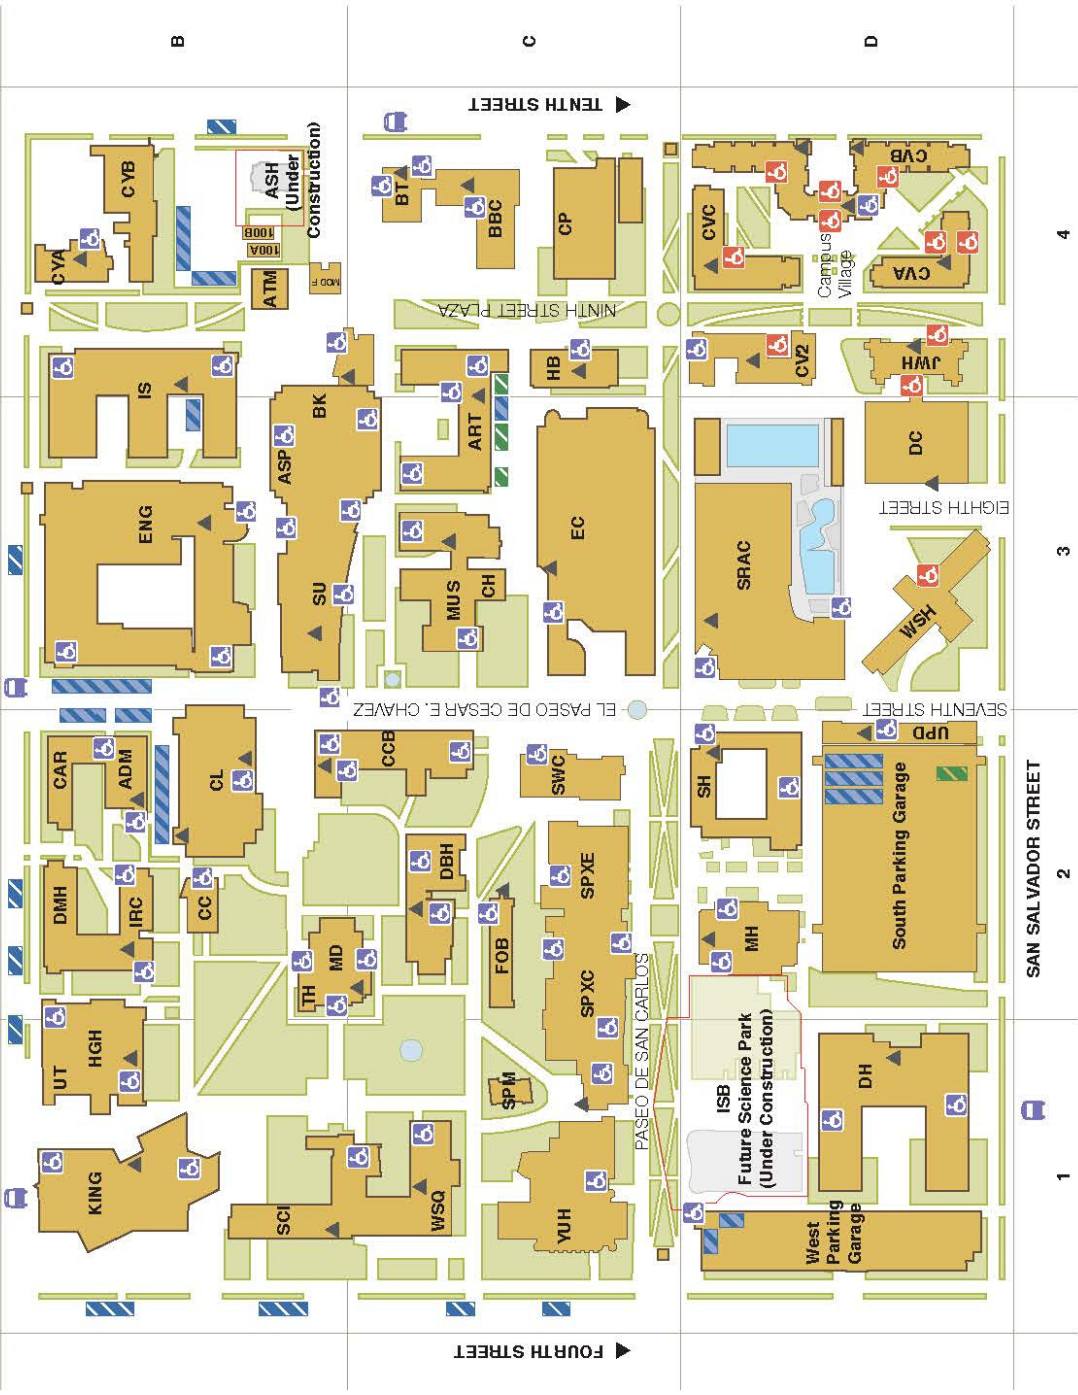 B
C
D
TENTH STREET
CYB
CYA
ASH
(Under
Construction)
100B
100A
ATM
MOD F
BT
BBC
CP
CVC
CVB
CVA
Campus
Village
4
NINTH STREET PLAZA
IS
BK
ASP
ART
HB
CV2
JWH
DC
EIGHTH STREET
ENG
SU
MUS
CH
EC
SRAC
WSH
3
EL PASEO DE CESAR E. CHAVEZ
SEVENTH STREET
CAR
ADM
CL
CCB
SWC
SH
UPD
South Parking Garage
DMH
IRC
CC
MD
TH
DBH
FOB
SPXE
SPXC
MH
2
SAN SALVADOR STREET
PASEO DE SAN CARLOS
UT
HGH
SPM
ISB
Future Science Park
(Under Construction)
DH
KING
SCI
WSQ
YUH
West
Parking
Garage
1
FOURTH STREET